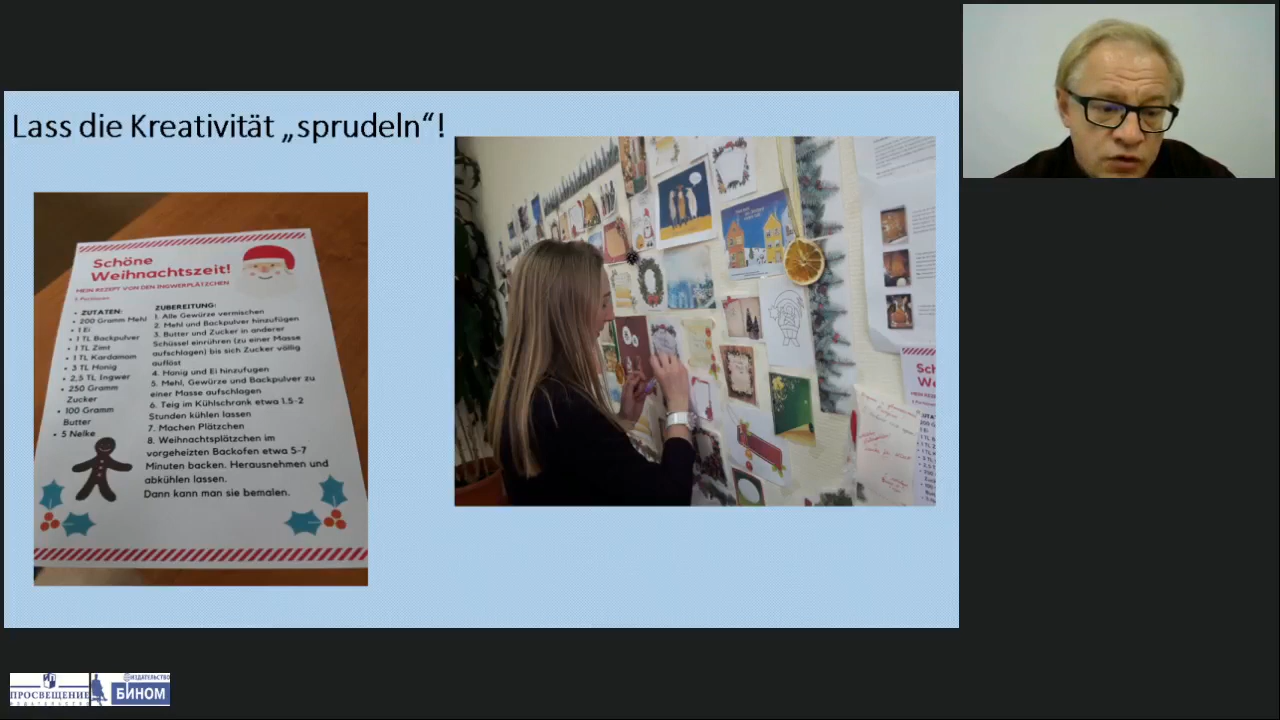 Lass die Kreativität „sprudeln“!
Schöne
Weihnachtszeit!
MEIN REZEPT VON DEN INGWERPLÄTZCHEN
5 Portionen
ZUTATEN:
• 200 Gramm Mehl
• 1 Ei
• 1 TL Backpulver
• 1 TL Zimt
• 1 TL Kardamom
• 3 TL Honig
• 2,5 TL Ingwer
• 250 Gramm
Zucker
• 100 Gramm
Butter
• 5 Nelke
ZUBEREITUNG:
1. Alle Gewürze vermischen
2. Mehl und Backpulver hinzufügen
3. Butter und Zucker in anderer
Schüssel einrühren (zu einer Masse
aufschlagen) bis sich Zucker völlig
auflöst
4. Honig und Ei hinzufugen
5. Mehl, Gewürze und Backpulver zu
einer Masse aufschlagen
6. Teig im Kühlschrank etwa 1.5-2
Stunden kühlen lassen
7. Machen Plätzchen
8. Weihnachtsplätzchen im
vorgeheizten Backofen etwa 5-7
Minuten backen. Herausnehmen und
abkühlen lassen.
Dann kann man sie bemalen.
ПРОСВЕЩЕНИЕ
ИЗДАТЕЛЬСТВО
ИЗДАТЕЛЬСТВО
БИНОМ